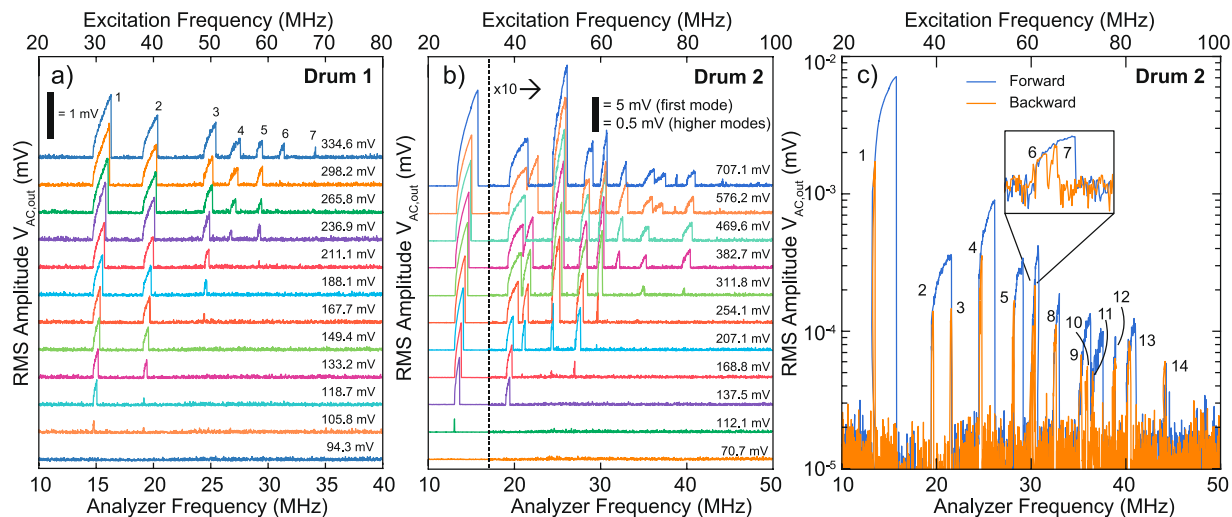 Excitation Frequency (MHz)
20 30 40 50 60 70 80
a) Drum 1
= 1 mV
1 2 3 4 5 6 7
334.6 mV
298.2 mV
265.8 mV
236.9 mV
211.1 mV
188.1 mV
167.7 mV
149.4 mV
133.2 mV
118.7 mV
105.8 mV
94.3 mV
RMS Amplitude V_AC,out (mV)
10 15 20 25 30 35 40
Analyzer Frequency (MHz)
Excitation Frequency (MHz)
20 40 60 80 100
b) Drum 2
x10
= 5 mV (first mode)
= 0.5 mV (higher modes)
707.1 mV
576.2 mV
469.6 mV
382.7 mV
311.8 mV
254.1 mV
207.1 mV
168.8 mV
137.5 mV
112.1 mV
70.7 mV
RMS Amplitude V_AC,out (mV)
10 15 20 25 30 35 40 45 50
Analyzer Frequency (MHz)
Excitation Frequency (MHz)
20 40 60 80 100
c) Drum 2
Forward
Backward
10^-2
10^-3
10^-4
10^-5
6 7
1
4
2
3
5
8
12
11
10
9
13
14
RMS Amplitude V_AC,out (mV)
10 20 30 40 50
Analyzer Frequency (MHz)